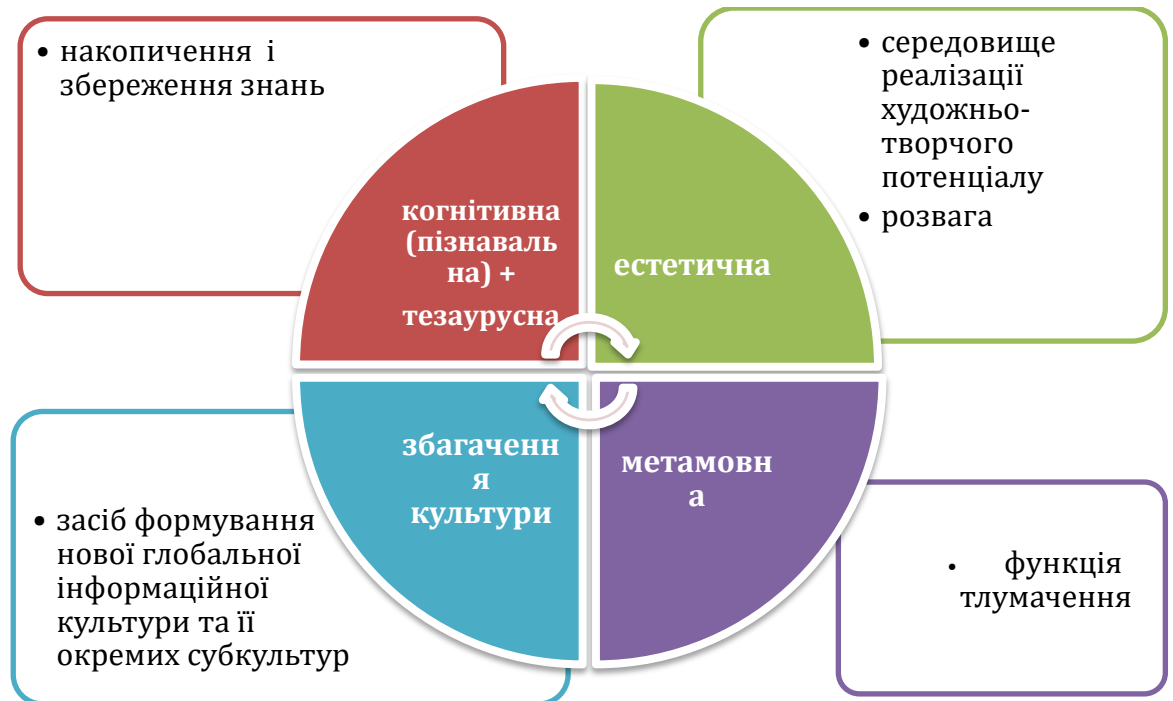 • накопичення і
збереження знань
• середовище
реалізації
художньо-
творчого
потенціалу
• розвага
когнітивна
(пізнаваль
на) +
тезаурусна
естетична
збагаченн
я
культури
метамовн
а
• засіб формування
нової глобальної
інформаційної
культури та її
окремих субкультур
• функція
тлумачення